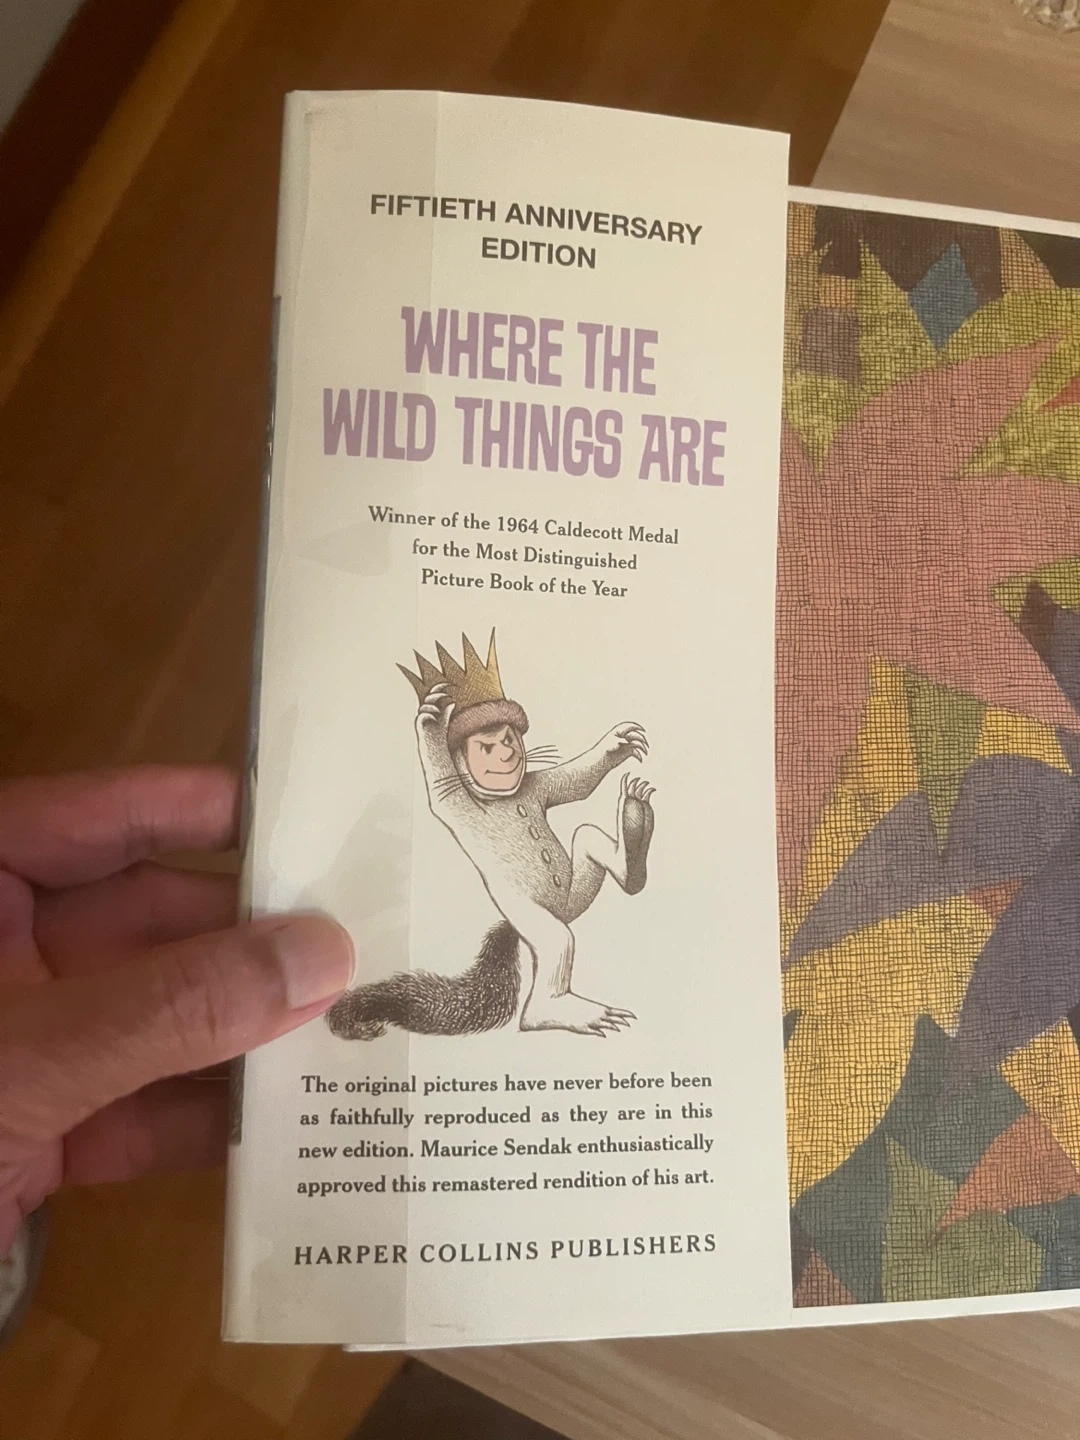 FIFTIETH ANNIVERSARY
EDITION
WHERE THE
WILD THINGS ARE
Winner of the 1964 Caldecott Medal
for the Most Distinguished
Picture Book of the Year
The original pictures have never before been
as faithfully reproduced as they are in this
new edition. Maurice Sendak enthusiastically
approved this remastered rendition of his art.
HARPER COLLINS PUBLISHERS